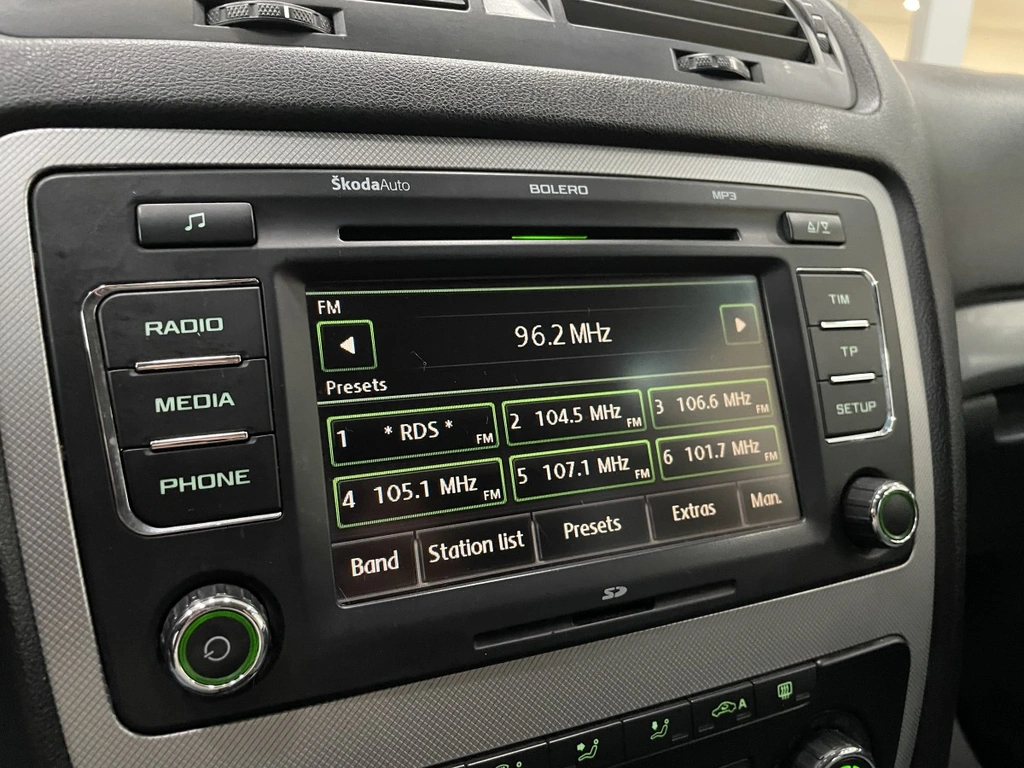 ŠkodaAuto BOLERO MP3
RADIO
MEDIA
PHONE
FM
96.2 MHz
Presets
1 * RDS * FM
2 104.5 MHz FM
3 106.6 MHz FM
4 105.1 MHz FM
5 107.1 MHz FM
6 101.7 MHz FM
Band Station list Presets Extras Man.
TIM
TP
SETUP
SD
A